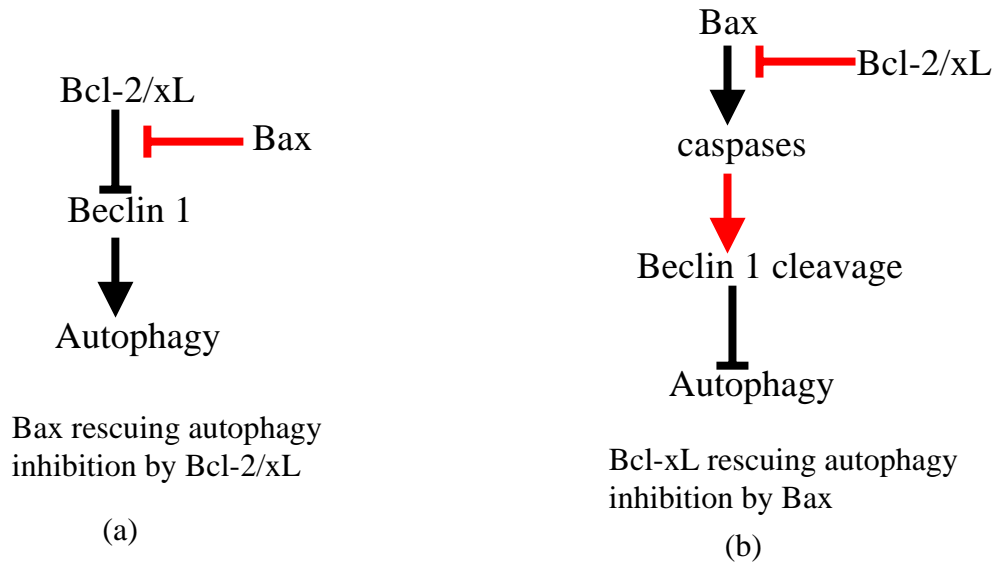 Bcl-2/xL
Bax
Beclin 1
Autophagy
Bax rescuing autophagy
inhibition by Bcl-2/xL
(a)
Bax
Bcl-2/xL
caspases
Beclin 1 cleavage
Autophagy
Bcl-xL rescuing autophagy
inhibition by Bax
(b)